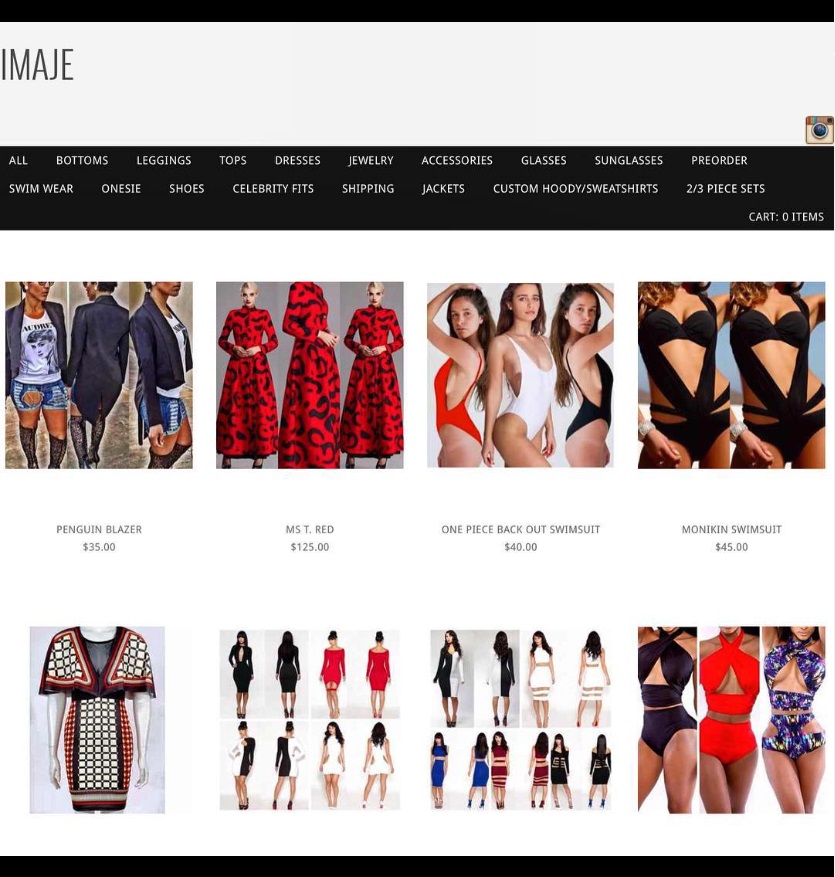 IMAJE
ALL BOTTOMS LEGGINGS TOPS DRESSES JEWELRY ACCESSORIES GLASSES SUNGLASSES PREORDER
SWIM WEAR ONESIE SHOES CELEBRITY FITS SHIPPING JACKETS CUSTOM HOODY/SWEATSHIRTS 2/3 PIECE SETS
CART: 0 ITEMS
AUDREY
PENGUIN BLAZER MS T. RED ONE PIECE BACK OUT SWIMSUIT MONIKIN SWIMSUIT
$35.00 $125.00 $40.00 $45.00